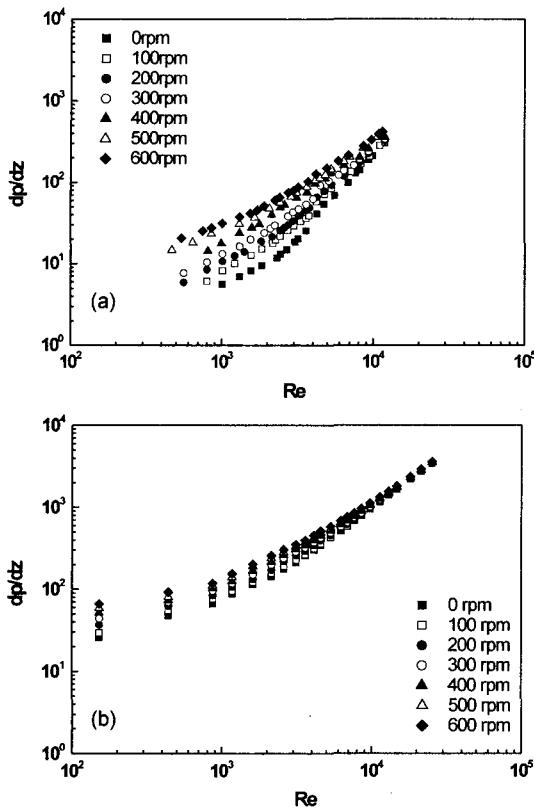 10^4
10^3
10^2
10^1
10^0
dp/dz
0rpm
100rpm
200rpm
300rpm
400rpm
500rpm
600rpm
(a)
10^2
10^3
10^4
10^5
Re
10^4
10^3
10^2
10^1
10^0
dp/dz
0 rpm
100 rpm
200 rpm
300 rpm
400 rpm
500 rpm
600 rpm
(b)
10^2
10^3
10^4
10^5
Re